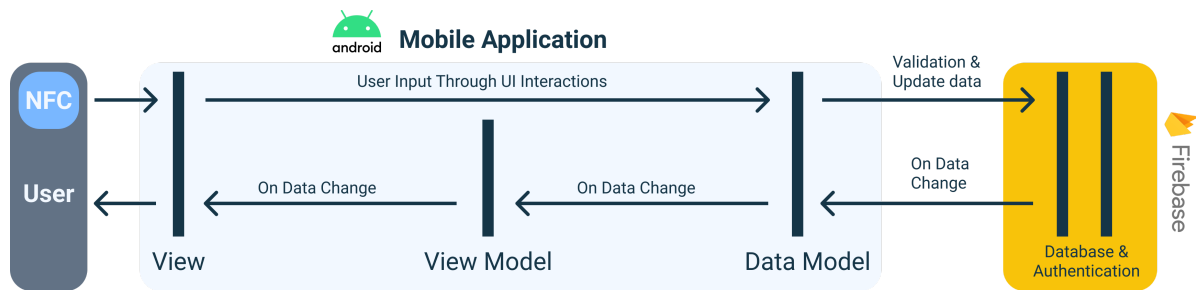 android
Mobile Application
NFC
User
User Input Through UI Interactions
Validation &
Update data
On Data Change
On Data Change
On Data
Change
View
View Model
Data Model
Database &
Authentication
Firebase